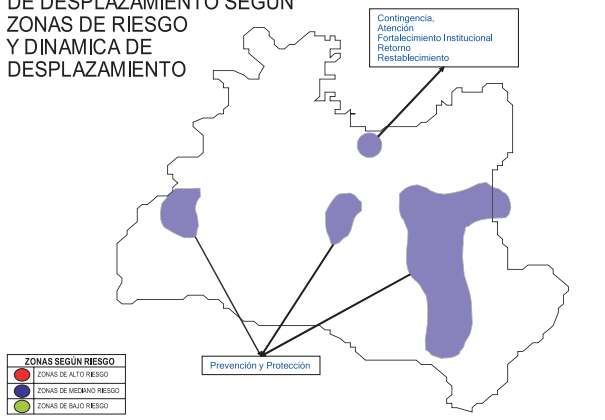 DE DESPLAZAMIENTO SEGÚN
ZONAS DE RIESGO
Y DINAMICA DE
DESPLAZAMIENTO
Contingencia,
Atención
Fortalecimiento Institucional
Retorno
Restablecimiento
Prevención y Protección
ZONAS SEGÚN RIESGO
ZONAS DE ALTO RIESGO
ZONAS DE MEDIANO RIESGO
ZONAS DE BAJO RIESGO